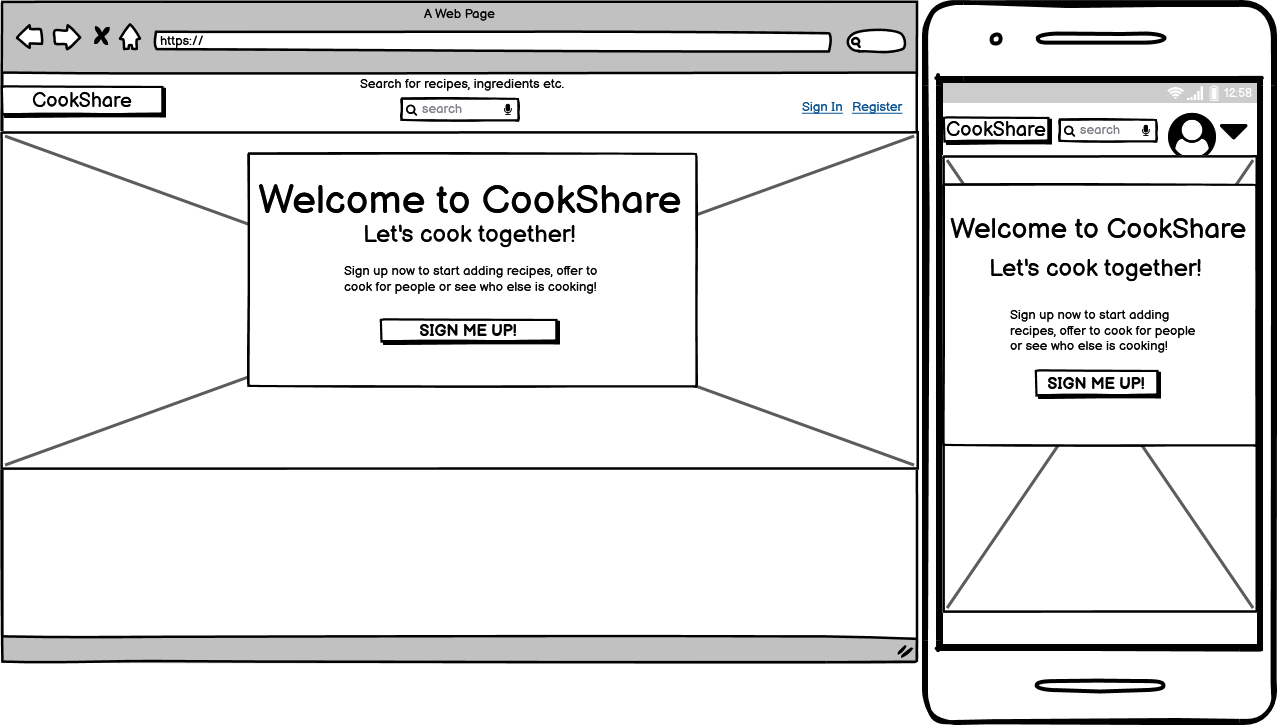 A Web Page
https://
Search for recipes, ingredients etc.
CookShare
search
Sign In Register
Welcome to CookShare
Let's cook together!
Sign up now to start adding recipes, offer to
cook for people or see who else is cooking!
SIGN ME UP!
12:58
CookShare
search
Welcome to CookShare
Let's cook together!
Sign up now to start adding
recipes, offer to cook for people
or see who else is cooking!
SIGN ME UP!